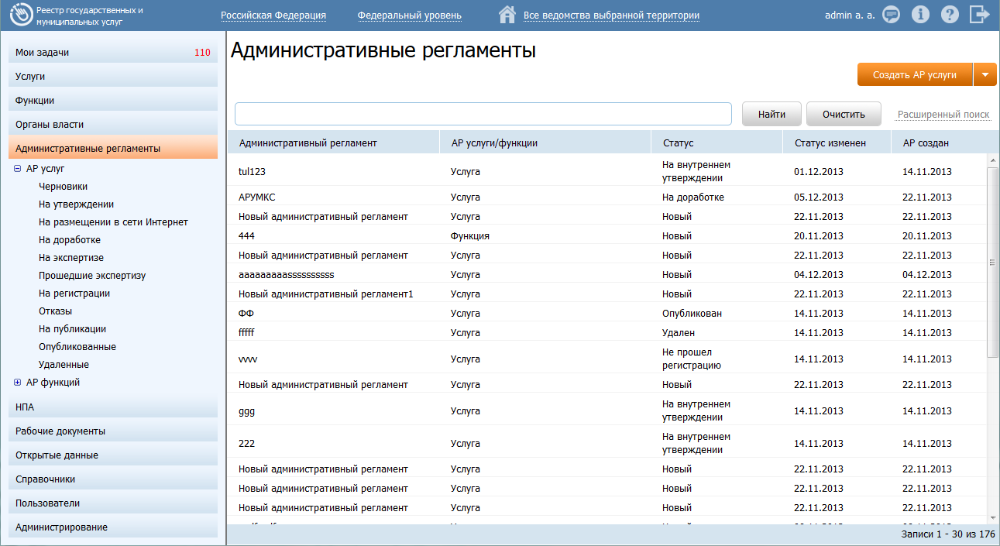 Реестр государственных и
муниципальных услуг
Российская Федерация
Федеральный уровень
Все ведомства выбранной территории
admin a. a.
Мои задачи 110
Услуги
Функции
Органы власти
Административные регламенты
АР услуг
Черновики
На утверждении
На размещении в сети Интернет
На доработке
На экспертизе
Прошедшие экспертизу
На регистрации
Отказы
На публикации
Опубликованные
Удаленные
АР функций
НПА
Рабочие документы
Открытые данные
Справочники
Пользователи
Администрирование
Административные регламенты
Создать АР услуги
Найти Очистить Расширенный поиск
Административный регламент АР услуги/функции Статус Статус изменен АР создан
tul123 Услуга На внутреннем утверждении 01.12.2013 14.11.2013
АРУМКС Услуга На доработке 05.12.2013 22.11.2013
Новый административный регламент Услуга Новый 22.11.2013 22.11.2013
444 Функция Новый 20.11.2013 20.11.2013
Новый административный регламент Услуга Новый 22.11.2013 22.11.2013
aaaaaaaaassssssssss Услуга Новый 04.12.2013 04.12.2013
Новый административный регламент1 Услуга Новый 22.11.2013 22.11.2013
ФФ Услуга Опубликован 14.11.2013 14.11.2013
fffff Услуга Удален 14.11.2013 14.11.2013
vvvv Услуга Не прошел регистрацию 14.11.2013 14.11.2013
Новый административный регламент Услуга Новый 22.11.2013 22.11.2013
ggg Услуга На внутреннем утверждении 14.11.2013 14.11.2013
222 Услуга На внутреннем утверждении 14.11.2013 14.11.2013
Новый административный регламент Услуга Новый 22.11.2013 22.11.2013
Новый административный регламент Услуга Новый 22.11.2013 22.11.2013
Новый административный регламент Услуга Новый 22.11.2013 22.11.2013
Записи 1 - 30 из 176